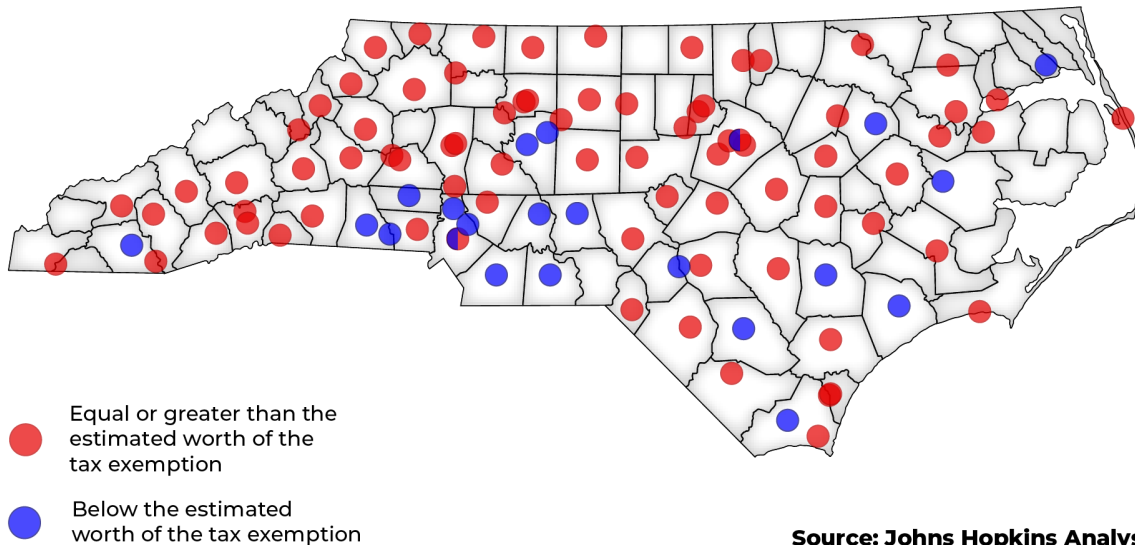 Equal or greater than the
estimated worth of the
tax exemption
Below the estimated
worth of the tax exemption
Source: Johns Hopkins Analys